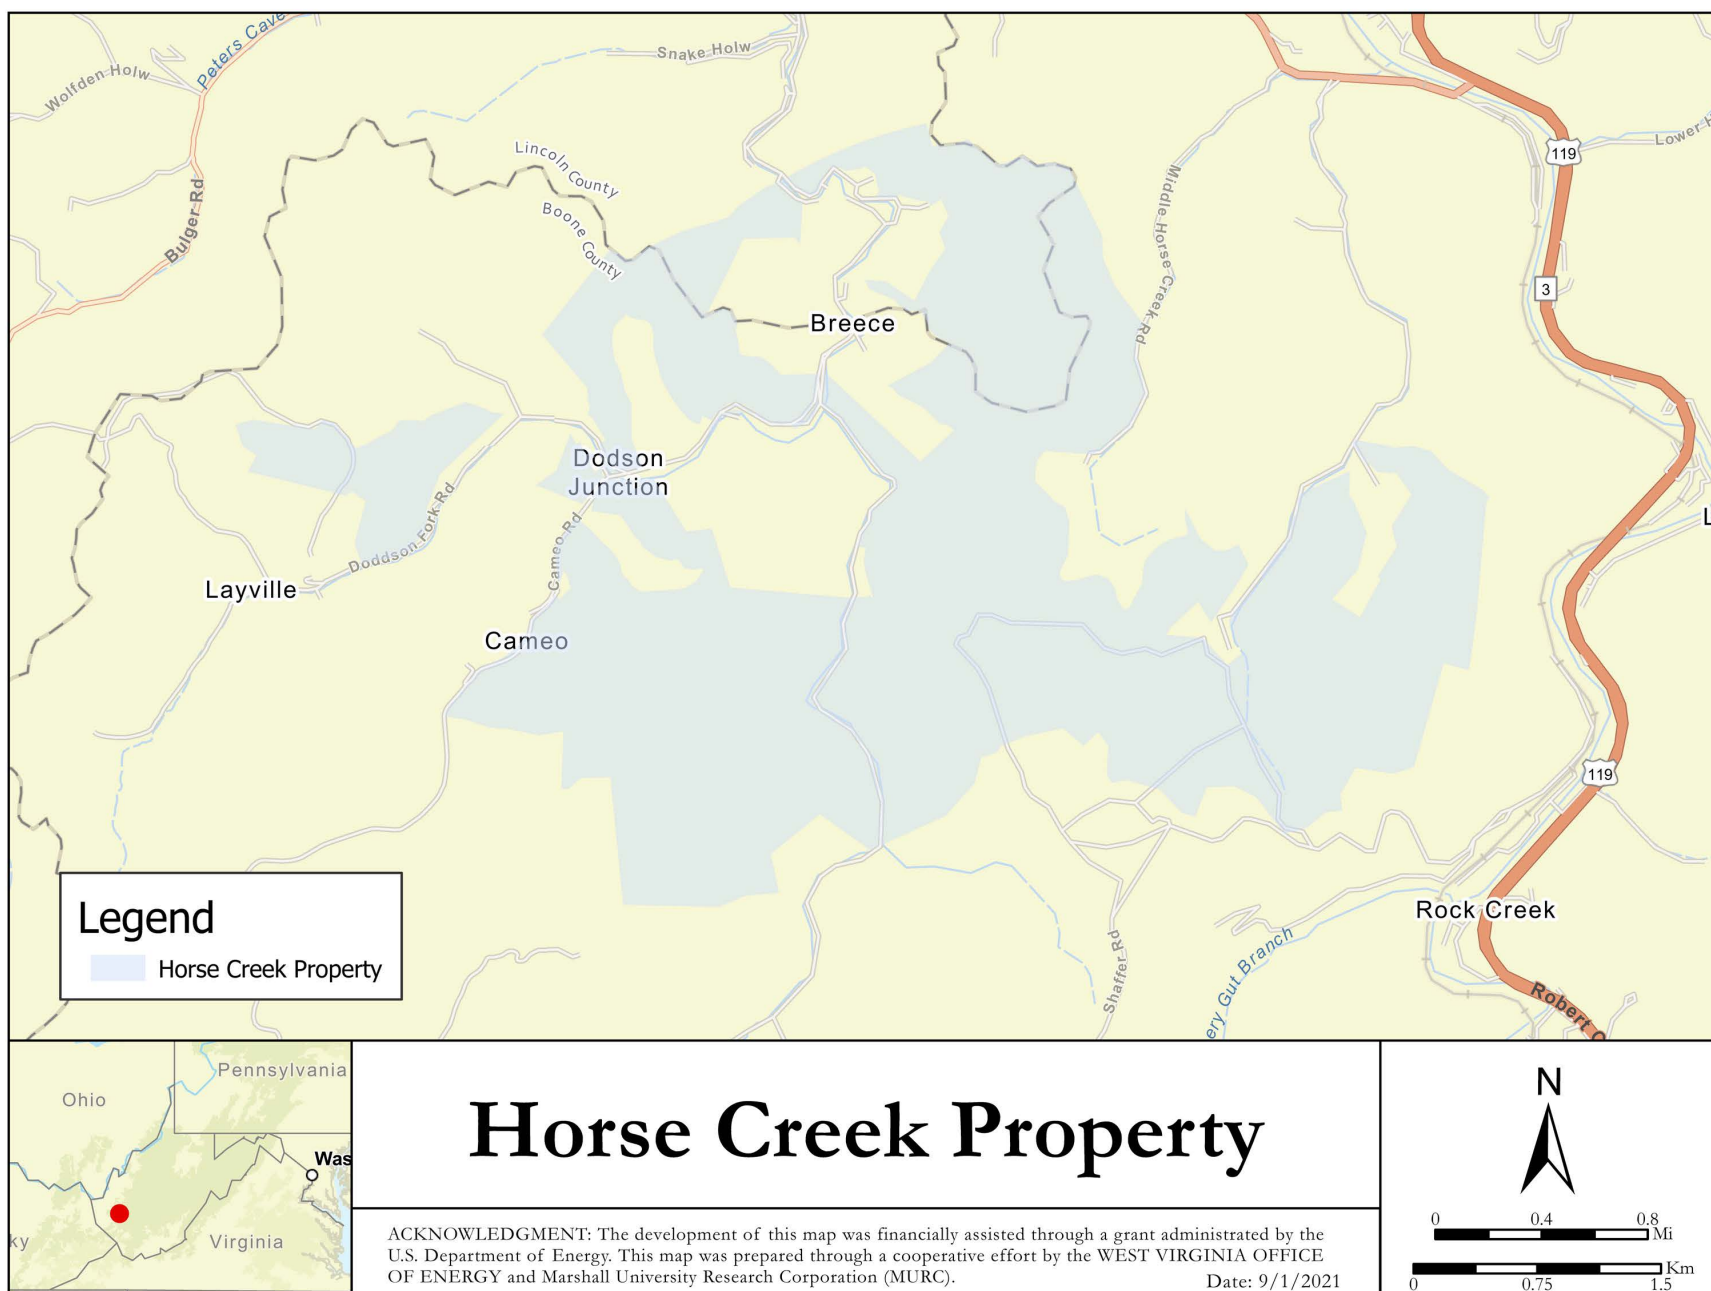 Peters Cave
Snake Holw
Wolfden Holw
Lower H
Lincoln County
119
Boone County
Middle Horse Creek Rd
Bulger Rd
3
Breece
Dodson
Junction
Doddson Fork Rd
Cameo Rd
L
Layville
Cameo
119
Legend
Horse Creek Property
Rock Creek
Shaffer Rd
ery Gut Branch
Robert C
Pennsylvania
Ohio
Was
ky
Virginia
Horse Creek Property
ACKNOWLEDGMENT: The development of this map was financially assisted through a grant administrated by the
U.S. Department of Energy. This map was prepared through a cooperative effort by the WEST VIRGINIA OFFICE
OF ENERGY and Marshall University Research Corporation (MURC).
Date: 9/1/2021
N
0 0.4 0.8
Mi
Km
0 0.75 1.5